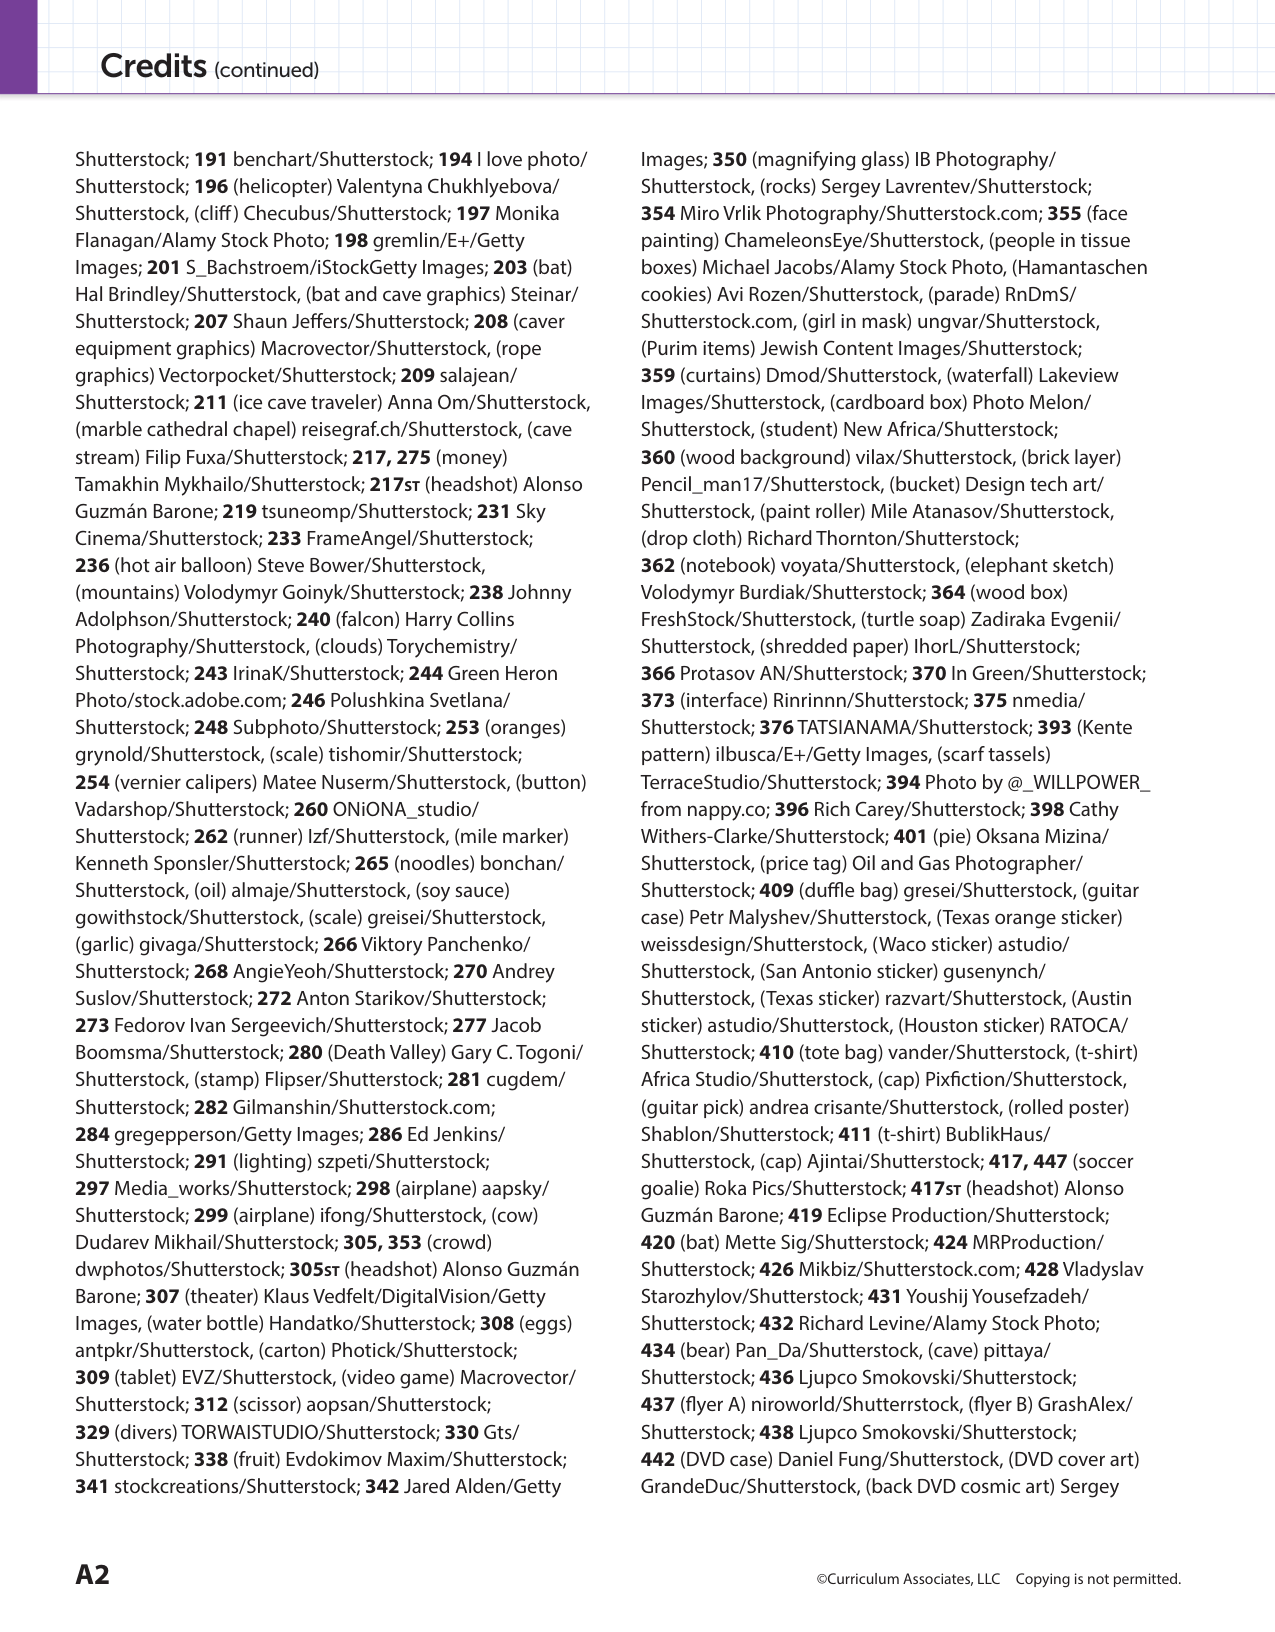 Credits (continued)
Shutterstock; 191 benchart/Shutterstock; 194 I love photo/
Shutterstock; 196 (helicopter) Valentyna Chukhlyebova/
Shutterstock, (cliff) Checubus/Shutterstock; 197 Monika
Flanagan/Alamy Stock Photo; 198 gremlin/E+/Getty
Images; 201 S_Bachstroem/iStockGetty Images; 203 (bat)
Hal Brindley/Shutterstock, (bat and cave graphics) Steinar/
Shutterstock; 207 Shaun Jeffers/Shutterstock; 208 (caver
equipment graphics) Macrovector/Shutterstock, (rope
graphics) Vectorpocket/Shutterstock; 209 salajean/
Shutterstock; 211 (ice cave traveler) Anna Om/Shutterstock,
(marble cathedral chapel) reisegraf.ch/Shutterstock, (cave
stream) Filip Fuxa/Shutterstock; 217, 275 (money)
Tamakhin Mykhailo/Shutterstock; 217ST (headshot) Alonso
Guzmán Barone; 219 tsuneomp/Shutterstock; 231 Sky
Cinema/Shutterstock; 233 FrameAngel/Shutterstock;
236 (hot air balloon) Steve Bower/Shutterstock,
(mountains) Volodymyr Goinyk/Shutterstock; 238 Johnny
Adolphson/Shutterstock; 240 (falcon) Harry Collins
Photography/Shutterstock, (clouds) Torychemistry/
Shutterstock; 243 IrinaK/Shutterstock; 244 Green Heron
Photo/stock.adobe.com; 246 Polushkina Svetlana/
Shutterstock; 248 Subphoto/Shutterstock; 253 (oranges)
grynold/Shutterstock, (scale) tishomir/Shutterstock;
254 (vernier calipers) Matee Nuserm/Shutterstock, (button)
Vadarshop/Shutterstock; 260 ONiONA_studio/
Shutterstock; 262 (runner) Izf/Shutterstock, (mile marker)
Kenneth Sponsler/Shutterstock; 265 (noodles) bonchan/
Shutterstock, (oil) almaje/Shutterstock, (soy sauce)
gowithstock/Shutterstock, (scale) greisei/Shutterstock,
(garlic) givaga/Shutterstock; 266 Viktory Panchenko/
Shutterstock; 268 AngieYeoh/Shutterstock; 270 Andrey
Suslov/Shutterstock; 272 Anton Starikov/Shutterstock;
273 Fedorov Ivan Sergeevich/Shutterstock; 277 Jacob
Boomsma/Shutterstock; 280 (Death Valley) Gary C. Togoni/
Shutterstock, (stamp) Flipser/Shutterstock; 281 cugdem/
Shutterstock; 282 Gilmanshin/Shutterstock.com;
284 gregepperson/Getty Images; 286 Ed Jenkins/
Shutterstock; 291 (lighting) szpeti/Shutterstock;
297 Media_works/Shutterstock; 298 (airplane) aapsky/
Shutterstock; 299 (airplane) ifong/Shutterstock, (cow)
Dudarev Mikhail/Shutterstock; 305, 353 (crowd)
dwphotos/Shutterstock; 305ST (headshot) Alonso Guzmán
Barone; 307 (theater) Klaus Vedfelt/DigitalVision/Getty
Images, (water bottle) Handatko/Shutterstock; 308 (eggs)
antpkr/Shutterstock, (carton) Photick/Shutterstock;
309 (tablet) EVZ/Shutterstock, (video game) Macrovector/
Shutterstock; 312 (scissor) aopsan/Shutterstock;
329 (divers) TORWAISTUDIO/Shutterstock; 330 Gts/
Shutterstock; 338 (fruit) Evdokimov Maxim/Shutterstock;
341 stockcreations/Shutterstock; 342 Jared Alden/Getty
Images; 350 (magnifying glass) IB Photography/
Shutterstock, (rocks) Sergey Lavrentev/Shutterstock;
354 Miro Vrlik Photography/Shutterstock.com; 355 (face
painting) ChameleonsEye/Shutterstock, (people in tissue
boxes) Michael Jacobs/Alamy Stock Photo, (Hamantaschen
cookies) Avi Rozen/Shutterstock, (parade) RnDmS/
Shutterstock.com, (girl in mask) ungvar/Shutterstock,
(Purim items) Jewish Content Images/Shutterstock;
359 (curtains) Dmod/Shutterstock, (waterfall) Lakeview
Images/Shutterstock, (cardboard box) Photo Melon/
Shutterstock, (student) New Africa/Shutterstock;
360 (wood background) vilax/Shutterstock, (brick layer)
Pencil_man17/Shutterstock, (bucket) Design tech art/
Shutterstock, (paint roller) Mile Atanasov/Shutterstock,
(drop cloth) Richard Thornton/Shutterstock;
362 (notebook) voyata/Shutterstock, (elephant sketch)
Volodymyr Burdiak/Shutterstock; 364 (wood box)
FreshStock/Shutterstock, (turtle soap) Zadiraka Evgenii/
Shutterstock, (shredded paper) IhorL/Shutterstock;
366 Protasov AN/Shutterstock; 370 In Green/Shutterstock;
373 (interface) Rinrinnn/Shutterstock; 375 nmedia/
Shutterstock; 376 TATSIANAMA/Shutterstock; 393 (Kente
pattern) ilbusca/E+/Getty Images, (scarf tassels)
TerraceStudio/Shutterstock; 394 Photo by @_WILLPOWER_
from nappy.co; 396 Rich Carey/Shutterstock; 398 Cathy
Withers-Clarke/Shutterstock; 401 (pie) Oksana Mizina/
Shutterstock, (price tag) Oil and Gas Photographer/
Shutterstock; 409 (duffle bag) gresei/Shutterstock, (guitar
case) Petr Malyshev/Shutterstock, (Texas orange sticker)
weissdesign/Shutterstock, (Waco sticker) astudio/
Shutterstock, (San Antonio sticker) gusenynch/
Shutterstock, (Texas sticker) razvart/Shutterstock, (Austin
sticker) astudio/Shutterstock, (Houston sticker) RATOCA/
Shutterstock; 410 (tote bag) vander/Shutterstock, (t-shirt)
Africa Studio/Shutterstock, (cap) Pixfiction/Shutterstock,
(guitar pick) andrea crisante/Shutterstock, (rolled poster)
Shablon/Shutterstock; 411 (t-shirt) BublikHaus/
Shutterstock, (cap) Ajintai/Shutterstock; 417, 447 (soccer
goalie) Roka Pics/Shutterstock; 417ST (headshot) Alonso
Guzmán Barone; 419 Eclipse Production/Shutterstock;
420 (bat) Mette Sig/Shutterstock; 424 MRProduction/
Shutterstock; 426 Mikbiz/Shutterstock.com; 428 Vladyslav
Starozhylov/Shutterstock; 431 Youshij Yousefzadeh/
Shutterstock; 432 Richard Levine/Alamy Stock Photo;
434 (bear) Pan_Da/Shutterstock, (cave) pittaya/
Shutterstock; 436 Ljupco Smokovski/Shutterstock;
437 (flyer A) niroworld/Shutterrstock, (flyer B) GrashAlex/
Shutterstock; 438 Ljupco Smokovski/Shutterstock;
442 (DVD case) Daniel Fung/Shutterstock, (DVD cover art)
GrandeDuc/Shutterstock, (back DVD cosmic art) Sergey
A2
©Curriculum Associates, LLC Copying is not permitted.